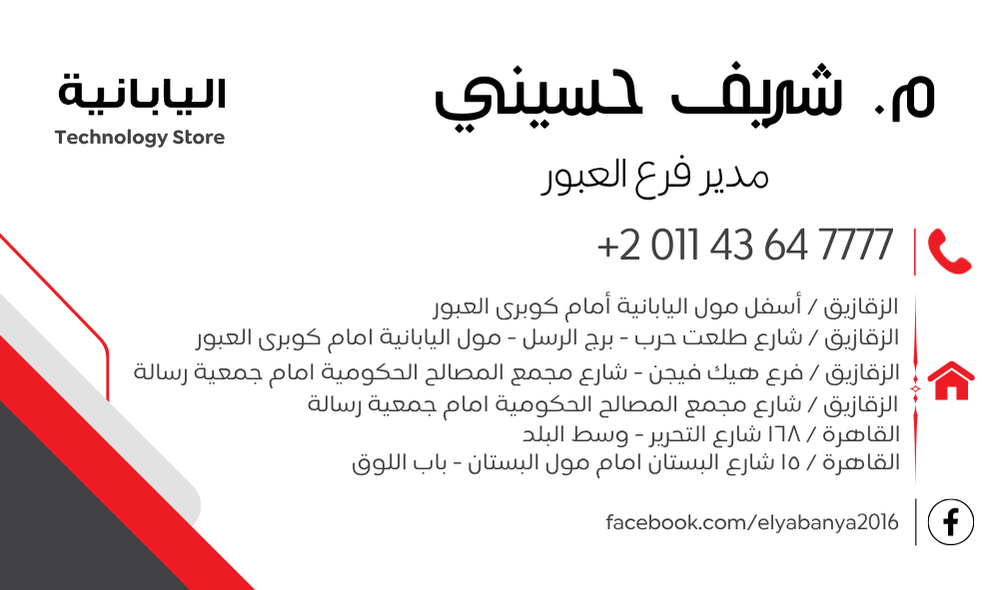 اليابانية
Technology Store
م. شريف حسيني
مدير فرع العبور
+2 011 43 64 7777
الزقازيق / أسفل مول اليابانية أمام كوبرى العبور
الزقازيق / شارع طلعت حرب - برج الرسل - مول اليابانية امام كوبرى العبور
الزقازيق / فرع هيك فيجن - شارع مجمع المصالح الحكومية امام جمعية رسالة
الزقازيق / شارع مجمع المصالح الحكومية امام جمعية رسالة
القاهرة / ١٦٨ شارع التحرير - وسط البلد
القاهرة / ١٥ شارع البستان امام مول البستان - باب اللوق
facebook.com/elyabanya2016